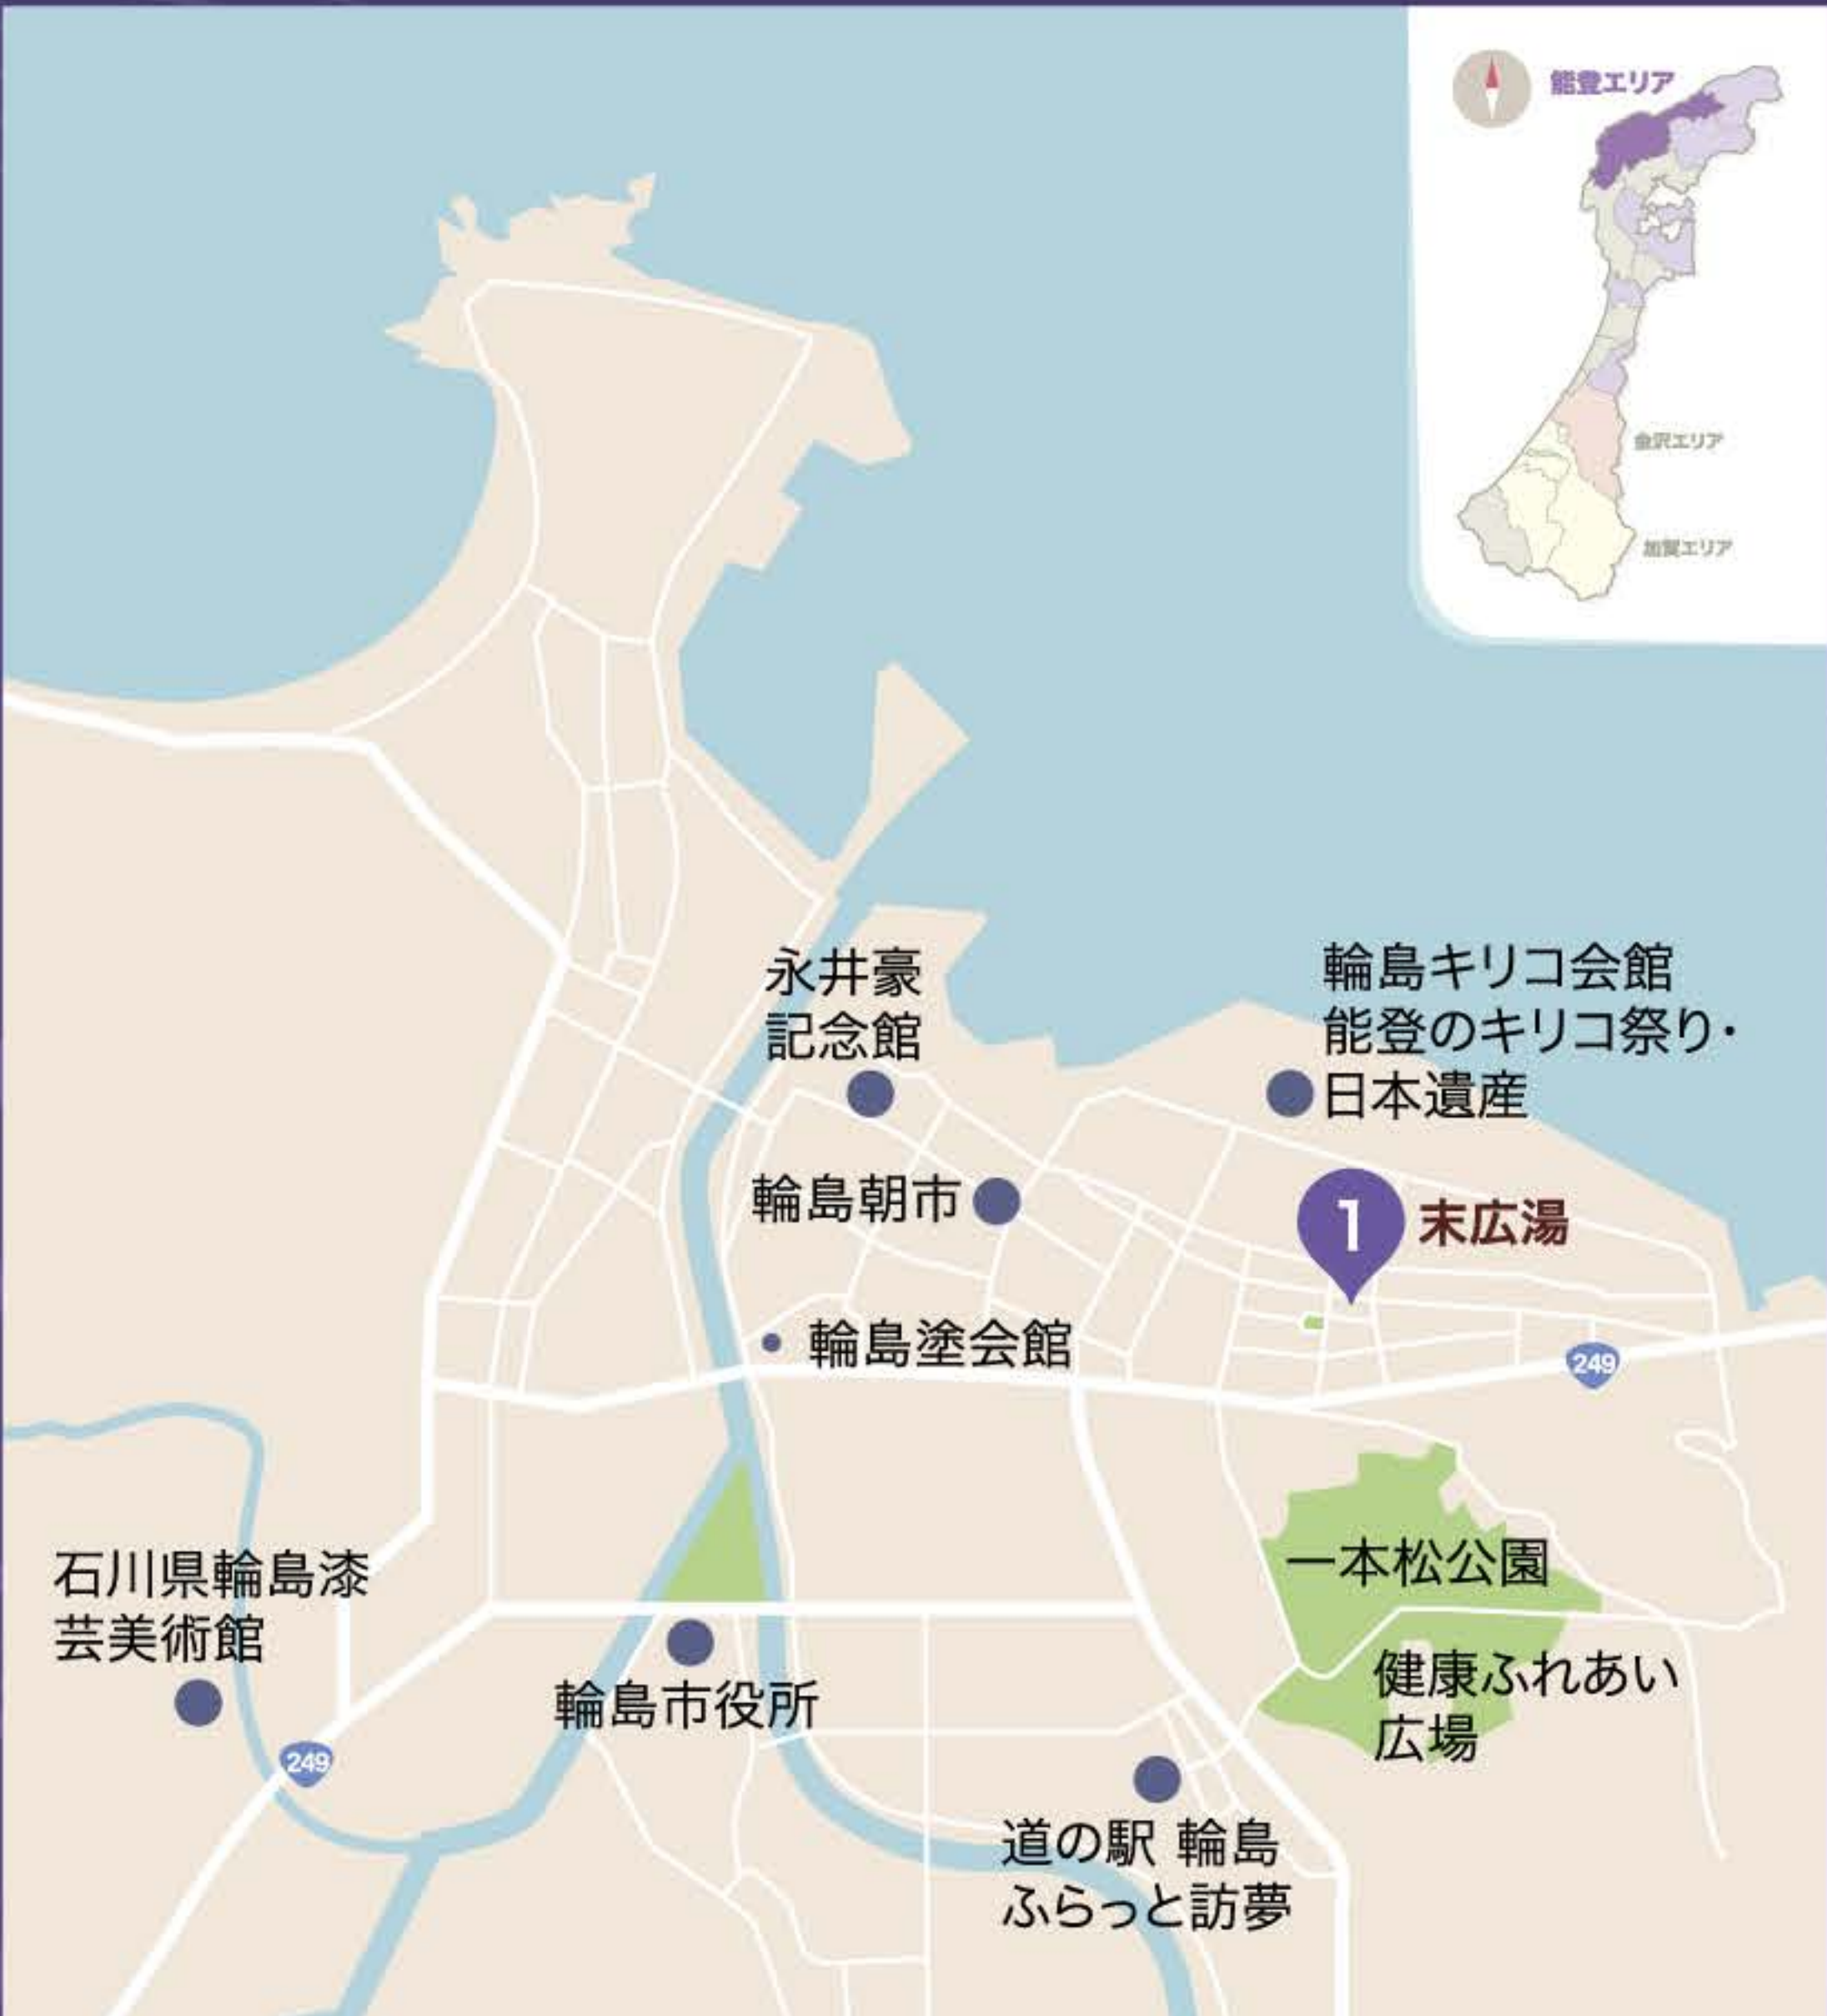 能登エリア
金沢エリア
加賀エリア
永井豪
記念館
輪島キリコ会館
能登のキリコ祭り・
日本遺産
輪島朝市
1
末広湯
輪島塗会館
249
石川県輪島漆
芸美術館
一本松公園
輪島市役所
健康ふれあい
広場
249
道の駅 輪島
ふらっと訪夢